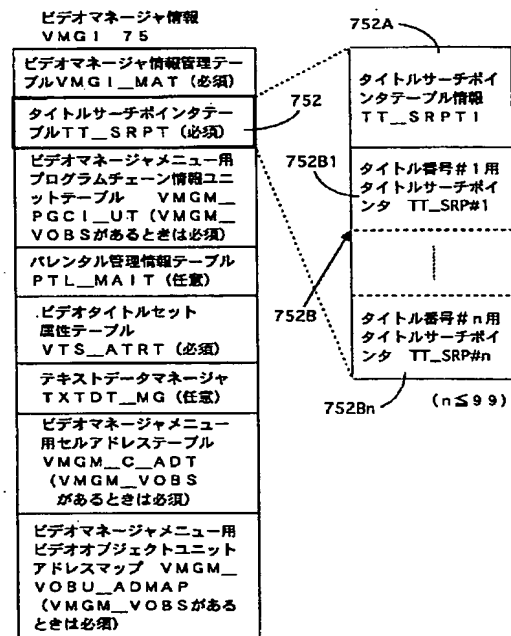 ビデオマネージャ情報
VMGI 75
ビデオマネージャ情報管理テー
ブルVMGI__MAT(必須)
タイトルサーチポインタテー
ブルTT__SRPT(必須)
ビデオマネージャメニュー用
プログラムチェーン情報ユニ
ットテーブル VMGM__
PGCI__UT(VMGM__
VOBSがあるときは必須)
パレンタル管理情報テーブル
PTL__MAIT(任意)
ビデオタイトルセット
属性テーブル
VTS__ATRT(必須)
テキストデータマネージャ
TXTDT__MG(任意)
ビデオマネージャメニュー
用セルアドレステーブル
VMGM__C__ADT
(VMGM__VOBS
があるときは必須)
ビデオマネージャメニュー用
ビデオオブジェクトユニット
アドレスマップ VMGM__
VOBU__ADMAP
(VMGM__VOBSがある
ときは必須)
752
752A
タイトルサーチポイ
ンタテーブル情報
TT__SRPTI
752B1
タイトル番号#1用
タイトルサーチポイ
ンタ TT_SRP#1
752B
タイトル番号#n用
タイトルサーチポイ
ンタ TT_SRP#n
752Bn
(n≦99)